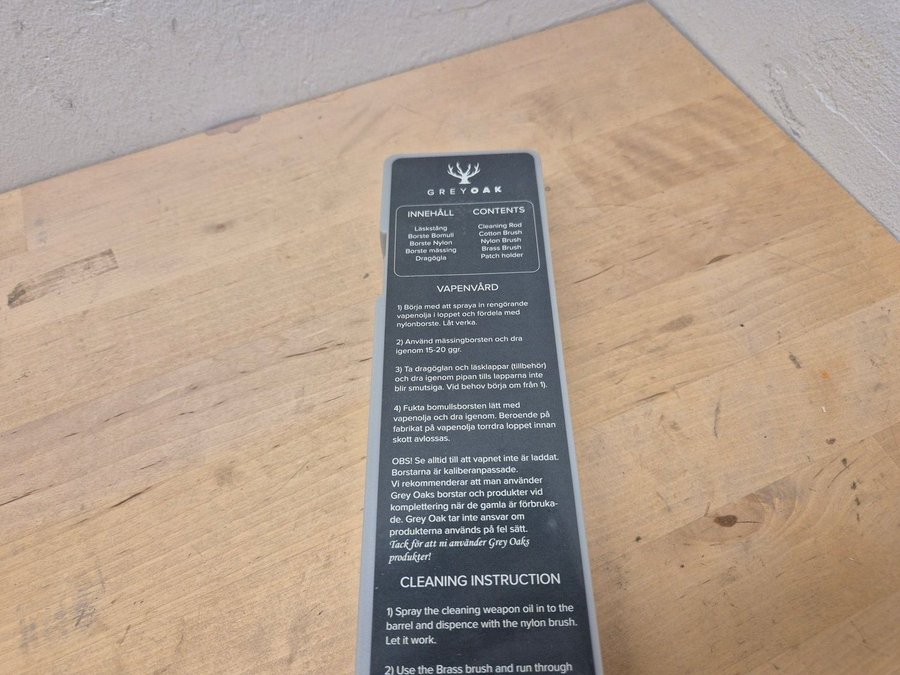 GREYOAK
INNEHÅLL
Läskstång
Borste Bomull
Borste Nylon
Borste mässing
Dragögla
CONTENTS
Cleaning Rod
Cotton Brush
Nylon Brush
Brass Brush
Patch holder
VAPENVÅRD
1) Börja med att spraya in rengörande
vapenolja i loppet och fördela med
nylonborste. Låt verka.
2) Använd mässingborsten och dra
igenom 15-20 ggr.
3) Ta dragöglan och läsklappar (tillbehör)
och dra igenom pipan tills lapparna inte
blir smutsiga. Vid behov börja om från 1).
4) Fukta bomullsborsten lätt med
vapenolja och dra igenom. Beroende på
fabrikat på vapenolja torrdra loppet innan
skott avlossas.
OBS! Se alltid till att vapnet inte är laddat.
Borstarna är kaliberanpassade.
Vi rekommenderar att man använder
Grey Oaks borstar och produkter vid
komplettering när de gamla är förbruka-
de. Grey Oak tar inte ansvar om
produkterna används på fel sätt.
Tack för att ni använder Grey Oaks
produkter!
CLEANING INSTRUCTION
1) Spray the cleaning weapon oil in to the
barrel and dispence with the nylon brush.
Let it work.
2) Use the Brass brush and run through